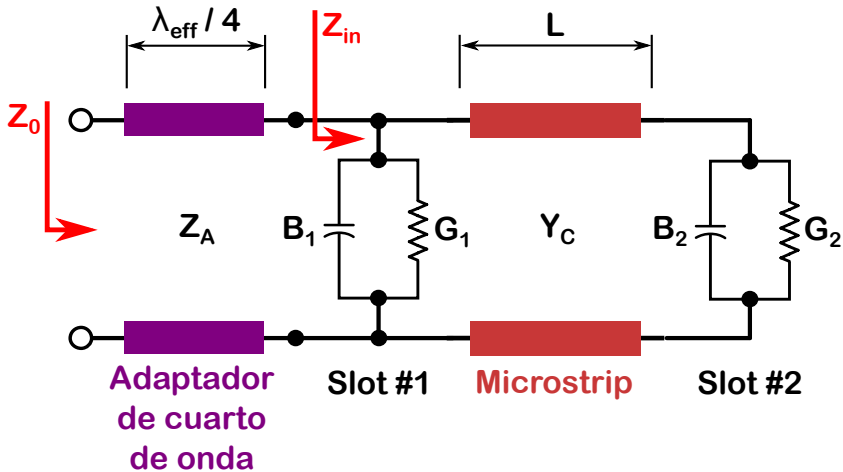 λeff / 4
Zin
L
Z0
ZA
B1
G1
YC
B2
G2
Adaptador
de cuarto
de onda
Slot #1
Microstrip
Slot #2